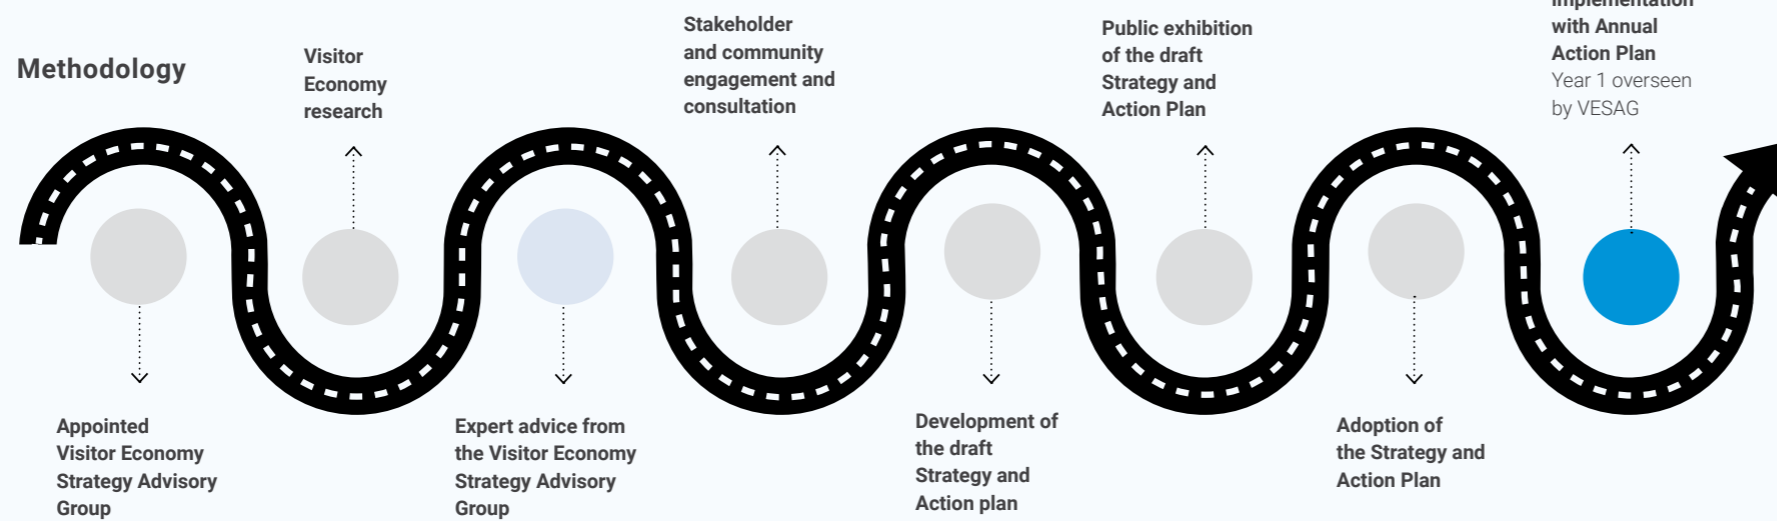 Methodology
Appointed
Visitor Economy
Strategy Advisory
Group
Visitor
Economy
research
Expert advice from
the Visitor Economy
Strategy Advisory
Group
Stakeholder
and community
engagement and
consultation
Development of
the draft
Strategy and
Action plan
Public exhibition
of the draft
Strategy and
Action Plan
Adoption of
the Strategy and
Action Plan
Implementation
with Annual
Action Plan
Year 1 overseen
by VESAG